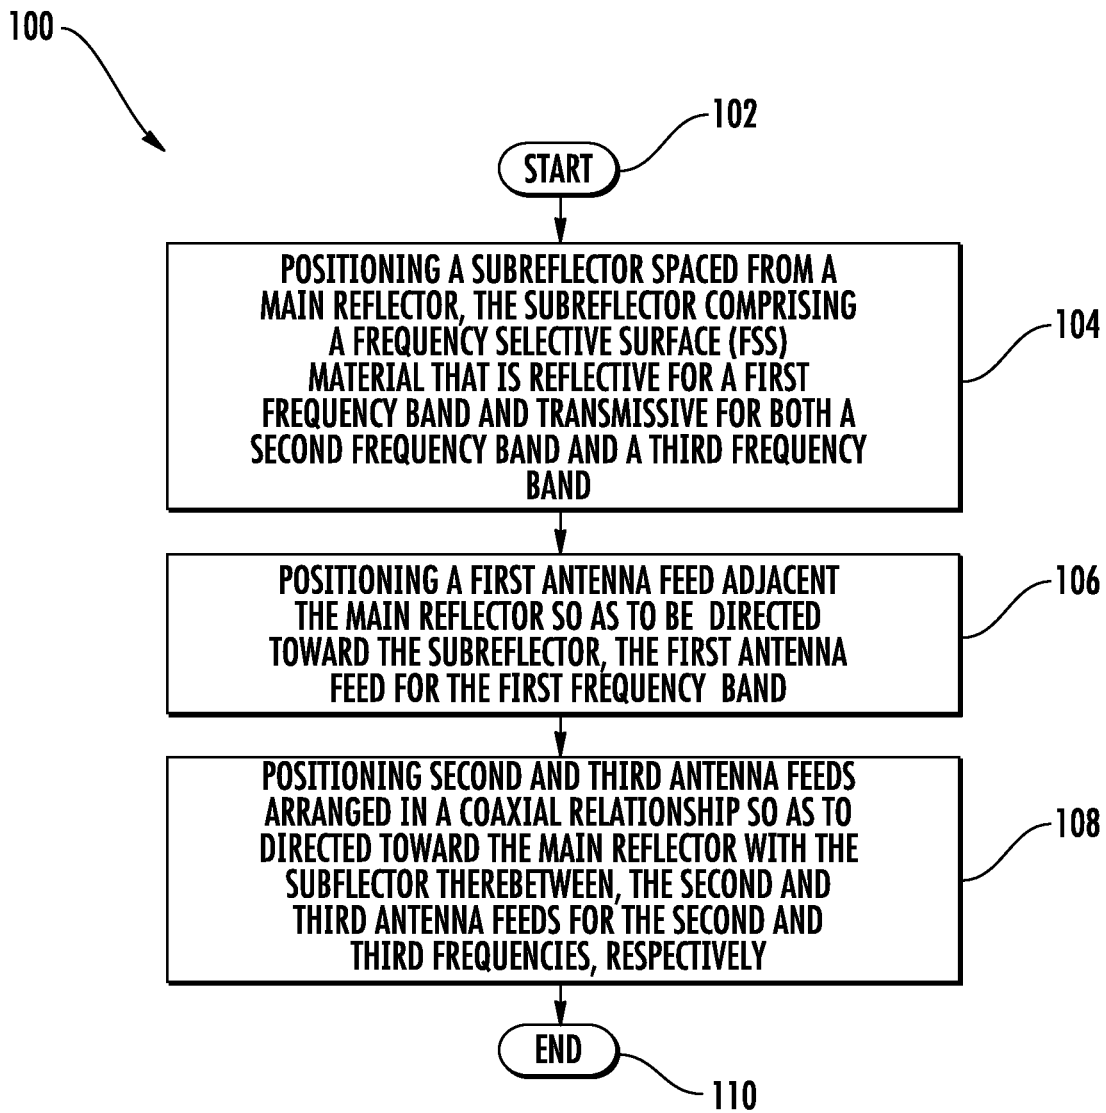 100
102
START
POSITIONING A SUBREFLECTOR SPACED FROM A
MAIN REFLECTOR, THE SUBREFLECTOR COMPRISING
A FREQUENCY SELECTIVE SURFACE (FSS)
MATERIAL THAT IS REFLECTIVE FOR A FIRST
FREQUENCY BAND AND TRANSMISSIVE FOR BOTH A
SECOND FREQUENCY BAND AND A THIRD FREQUENCY
BAND
104
POSITIONING A FIRST ANTENNA FEED ADJACENT
THE MAIN REFLECTOR SO AS TO BE DIRECTED
TOWARD THE SUBREFLECTOR, THE FIRST ANTENNA
FEED FOR THE FIRST FREQUENCY BAND
106
POSITIONING SECOND AND THIRD ANTENNA FEEDS
ARRANGED IN A COAXIAL RELATIONSHIP SO AS TO
DIRECTED TOWARD THE MAIN REFLECTOR WITH THE
SUBFLECTOR THEREBETWEEN, THE SECOND AND
THIRD ANTENNA FEEDS FOR THE SECOND AND
THIRD FREQUENCIES, RESPECTIVELY
108
END
110